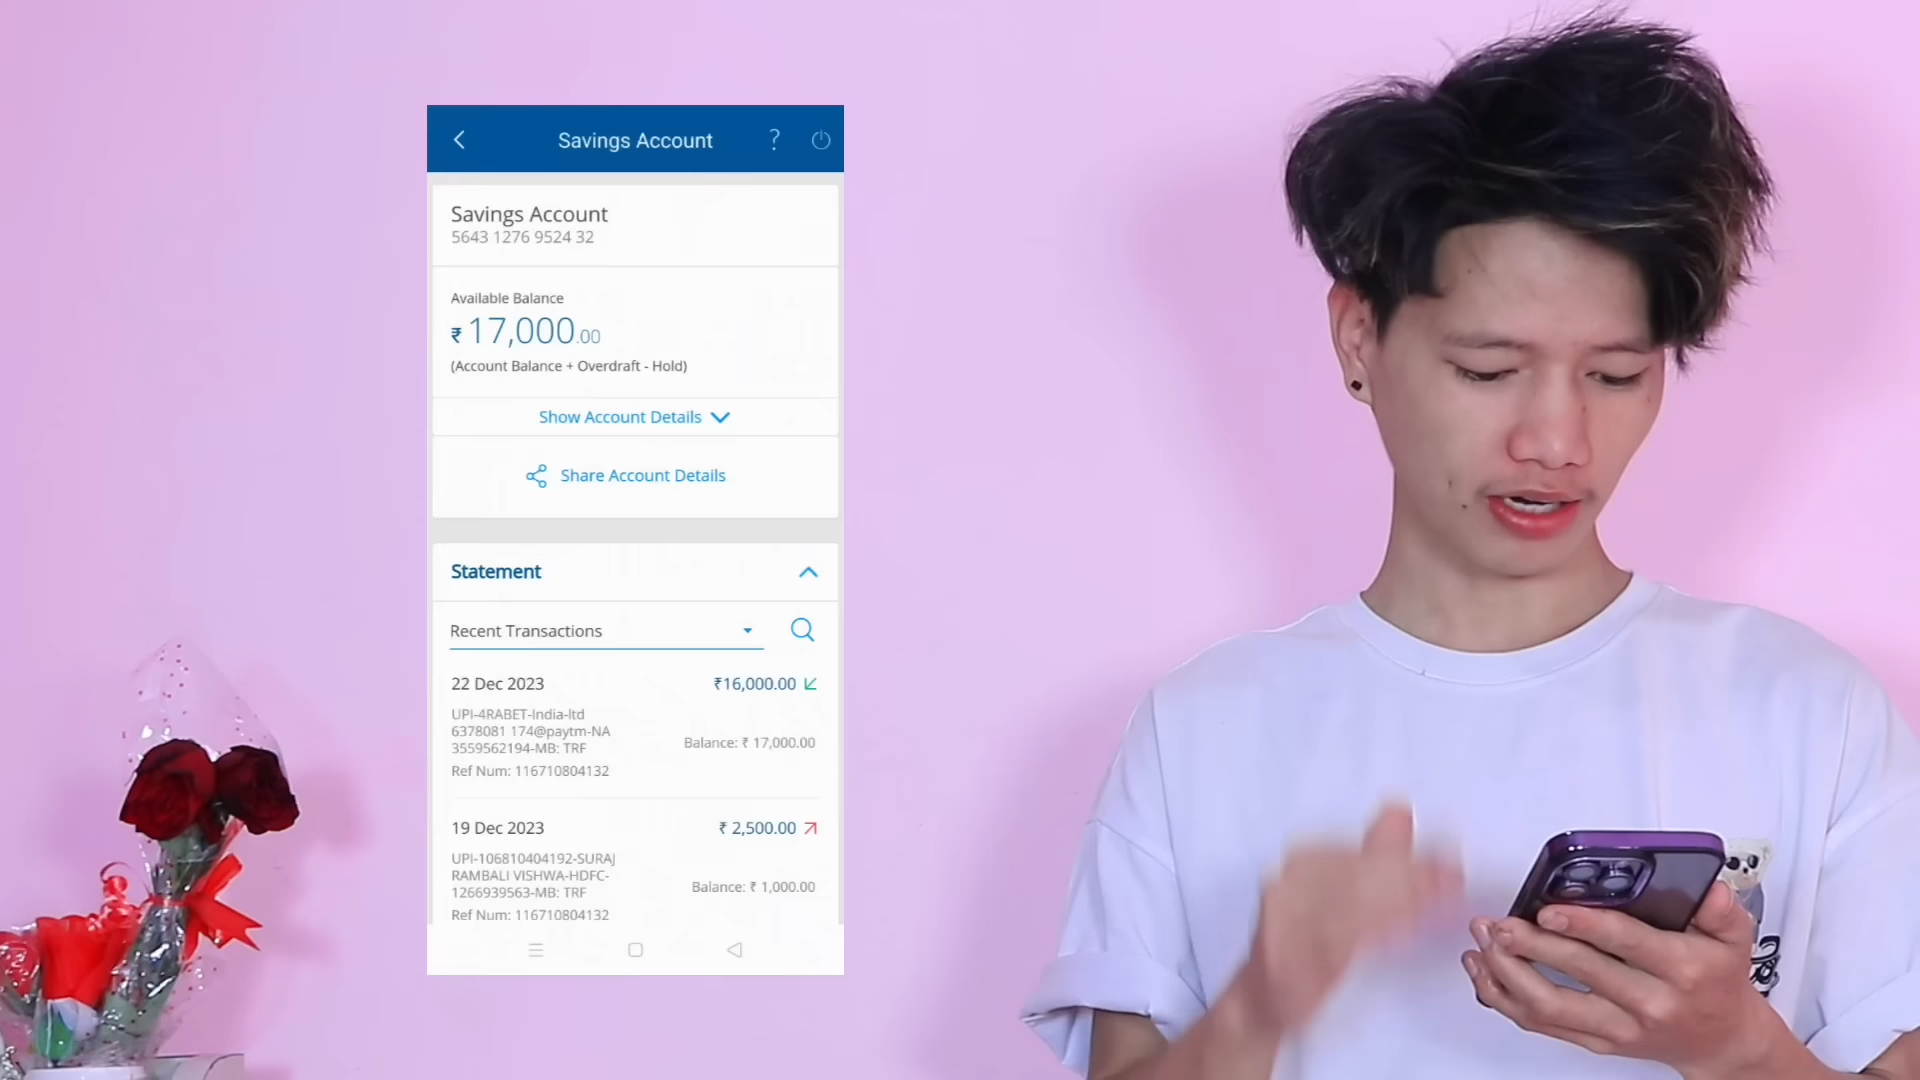 Savings Account
?
Savings Account
5643 1276 9524 32
Available Balance
₹ 17,000.00
(Account Balance + Overdraft - Hold)
Show Account Details
Share Account Details
Statement
Recent Transactions
22 Dec 2023
₹16,000.00
UPI-4RABET-India-ltd
6378081 174@paytm-NA
3559562194-MB: TRF
Balance: ₹ 17,000.00
Ref Num: 116710804132
19 Dec 2023
₹ 2,500.00
UPI-106810404192-SURAJ
RAMBALI VISHWA-HDFC-
1266939563-MB: TRF
Balance: ₹ 1,000.00
Ref Num: 116710804132